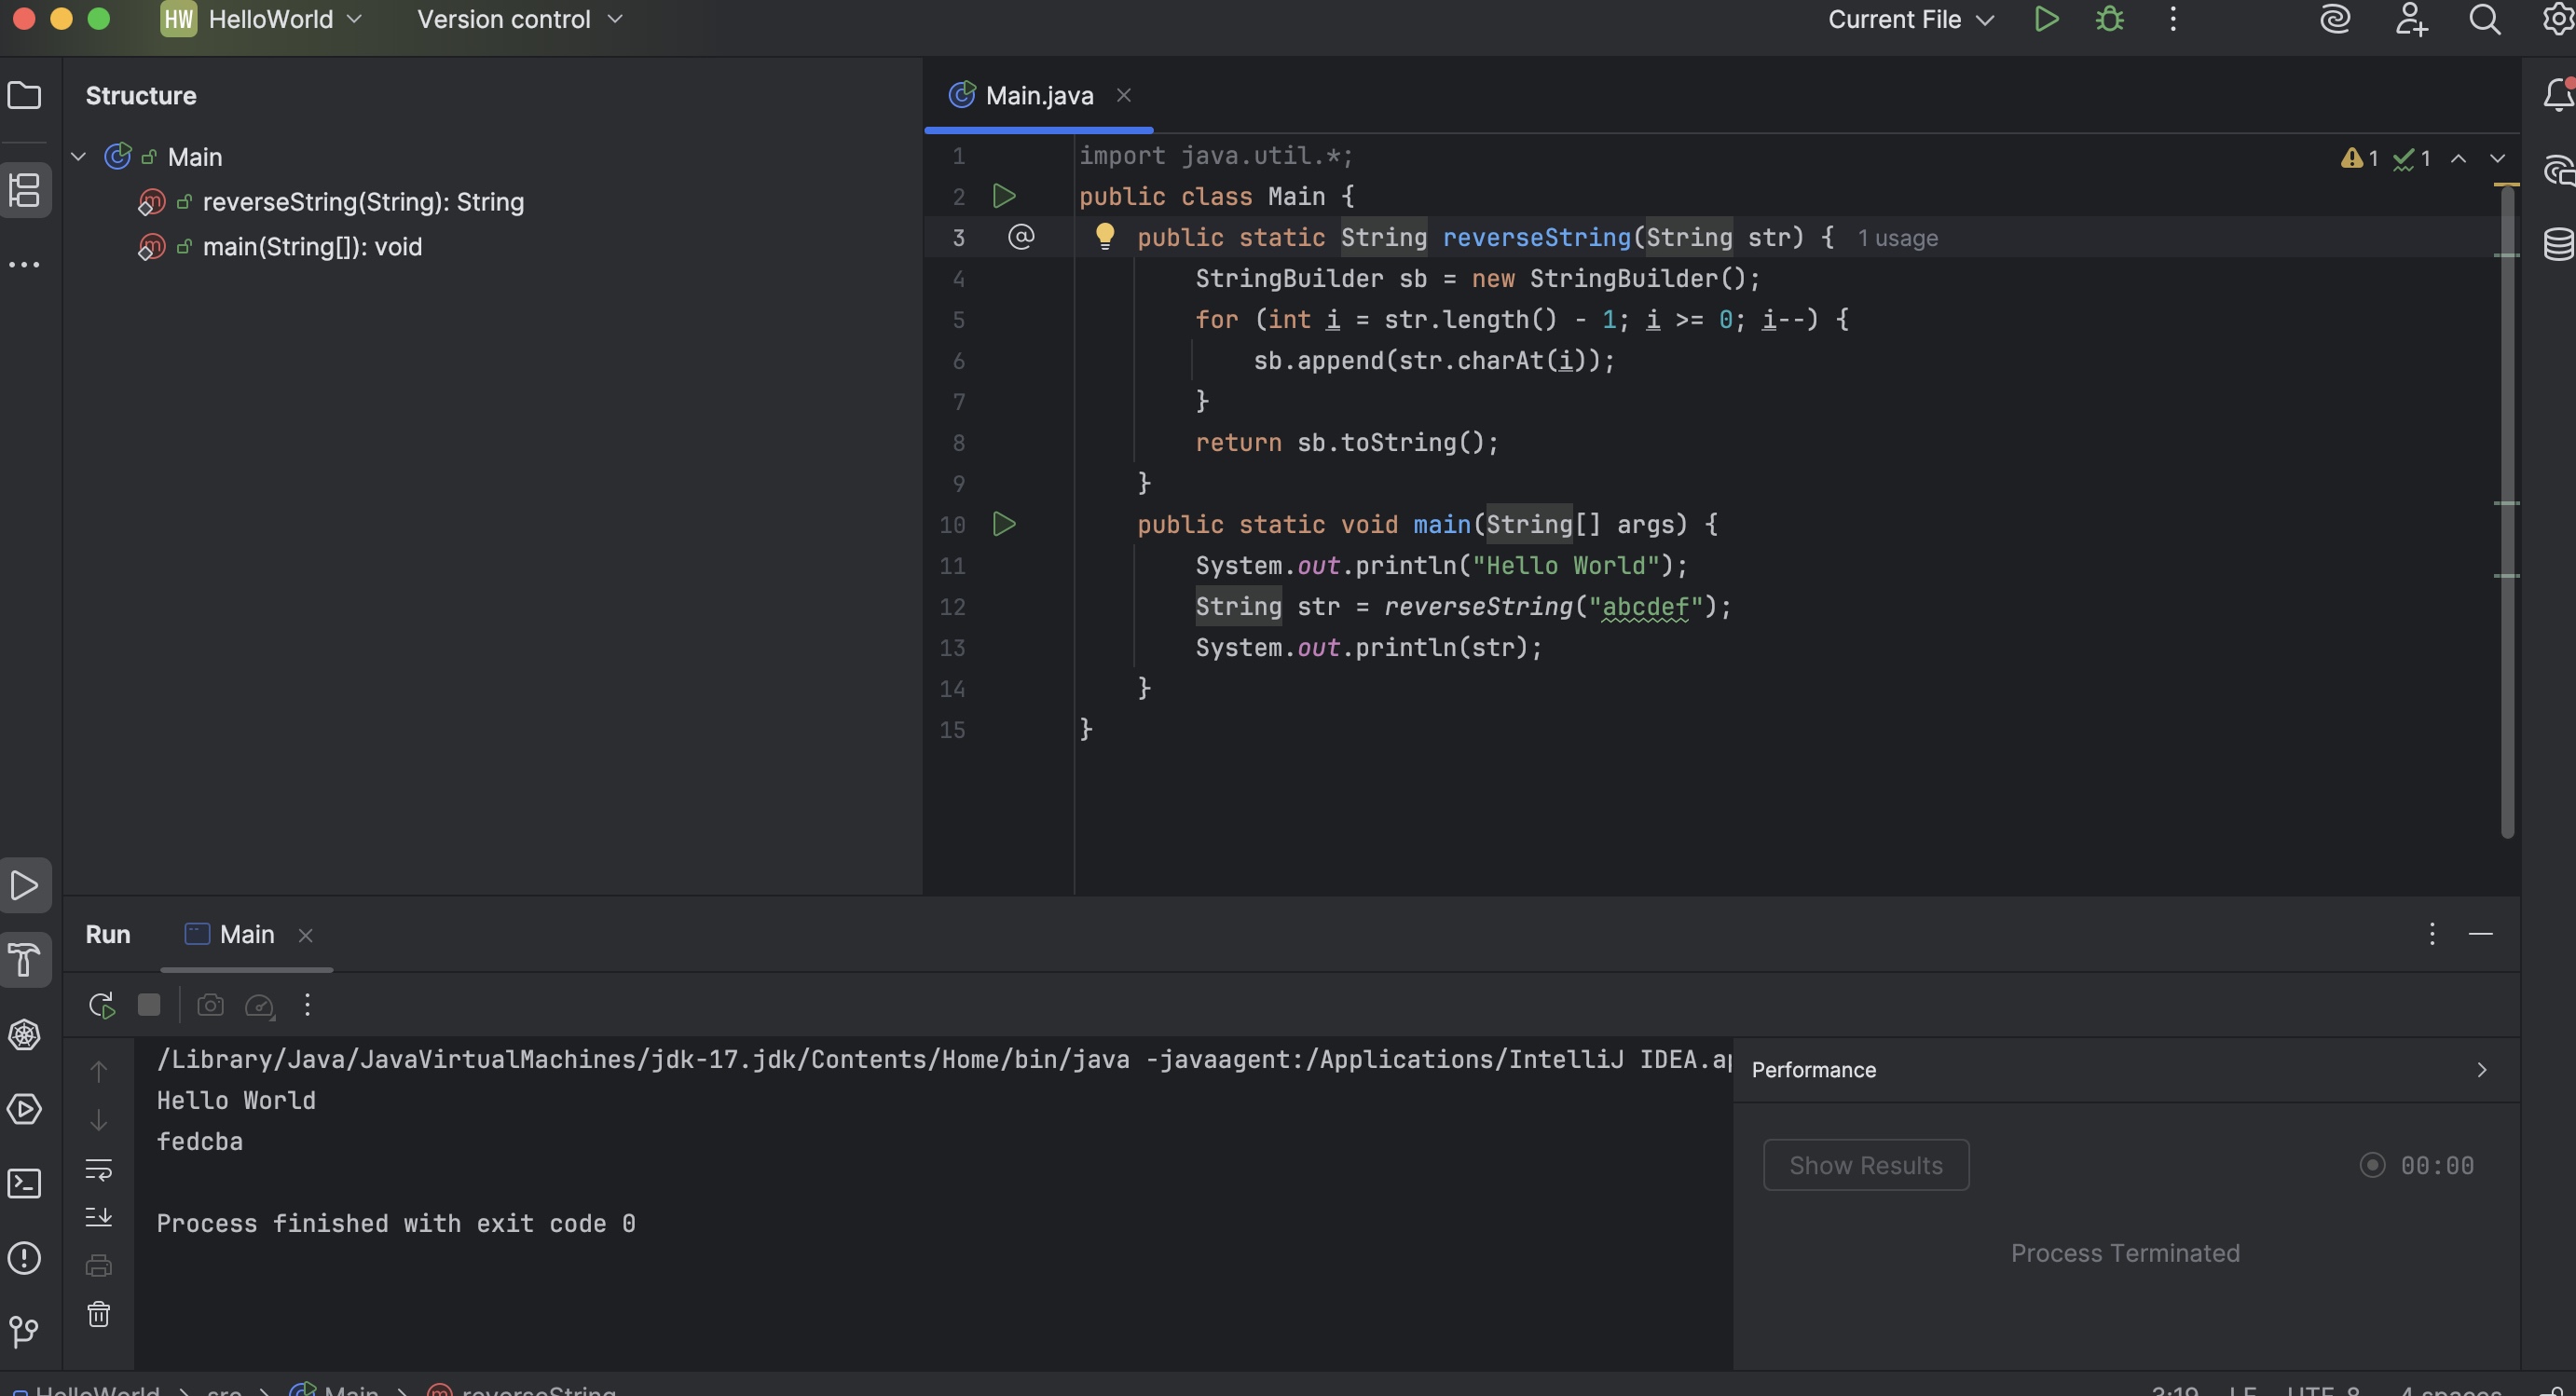 HW HelloWorld Version control Current File
Structure
Main
reverseString(String): String
main(String[]): void
Main.java
1 import java.util.*; 1 1
2 public class Main {
3 public static String reverseString(String str) { 1 usage
4 StringBuilder sb = new StringBuilder();
5 for (int i = str.length() - 1; i >= 0; i--) {
6 sb.append(str.charAt(i));
7 }
8 return sb.toString();
9 }
10 public static void main(String[] args) {
11 System.out.println("Hello World");
12 String str = reverseString("abcdef");
13 System.out.println(str);
14 }
15 }
Run Main
/Library/Java/JavaVirtualMachines/jdk-17.jdk/Contents/Home/bin/java -javaagent:/Applications/IntelliJ IDEA.ap
Hello World
fedcba
Process finished with exit code 0
Performance
Show Results 00:00
Process Terminated
HelloWorld > src > Main > reverseString 3:19 LF UTF-8 4 spaces